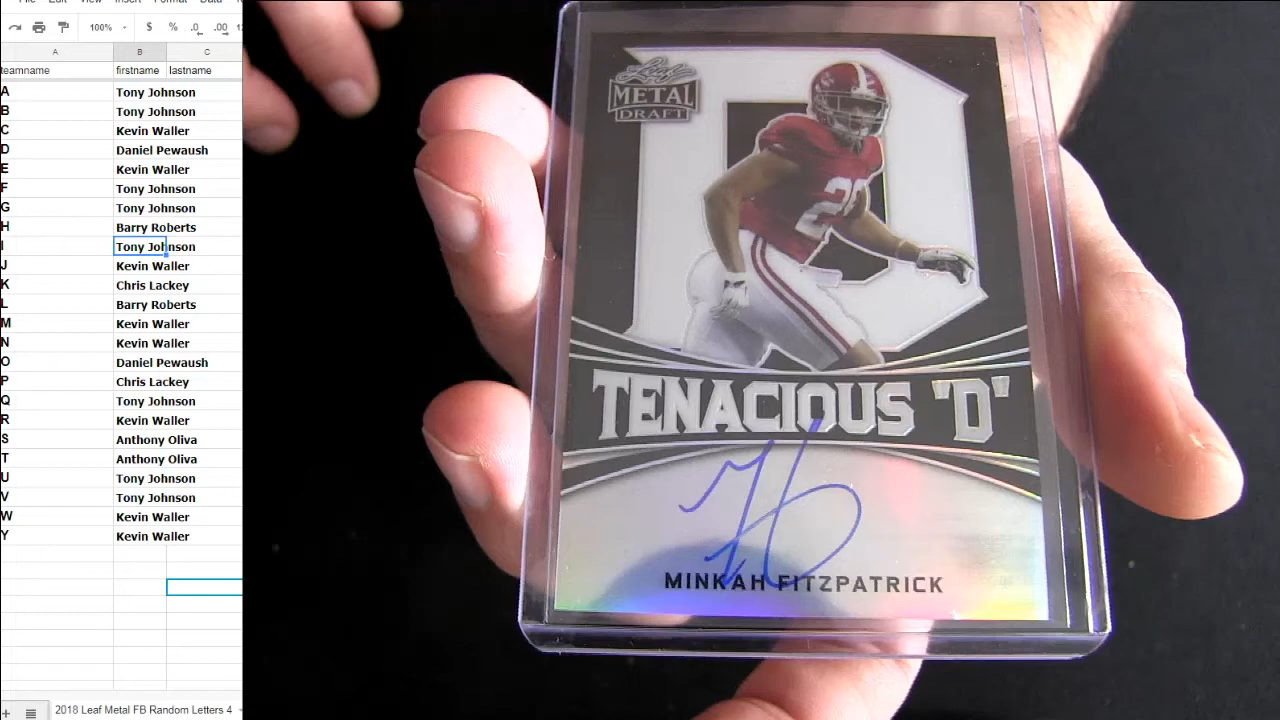 File Edit View Insert Format Data
100% $ % .0 .00
A B C
teamname firstname lastname
A Tony Johnson
B Tony Johnson
C Kevin Waller
D Daniel Pewaush
E Kevin Waller
F Tony Johnson
G Tony Johnson
H Barry Roberts
I Tony Johnson
J Kevin Waller
K Chris Lackey
L Barry Roberts
M Kevin Waller
N Kevin Waller
O Daniel Pewaush
P Chris Lackey
Q Tony Johnson
R Kevin Waller
S Anthony Oliva
T Anthony Oliva
U Tony Johnson
V Tony Johnson
W Kevin Waller
Y Kevin Waller
2018 Leaf Metal FB Random Letters 4
Leaf
METAL
DRAFT
D
TENACIOUS "D"
MINKAH FITZPATRICK